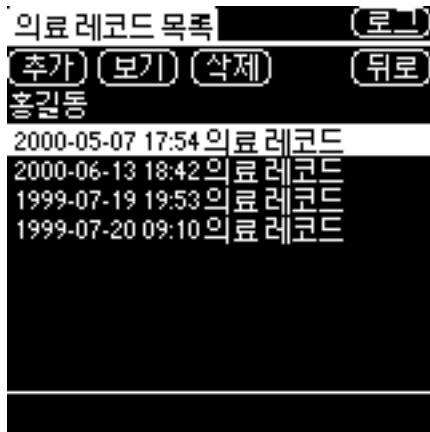 의료 레코드 목록 로그
추가 보기 삭제 뒤로
홍길동
2000-05-07 17:54 의료 레코드
2000-06-13 18:42 의료 레코드
1999-07-19 19:53 의료 레코드
1999-07-20 09:10 의료 레코드